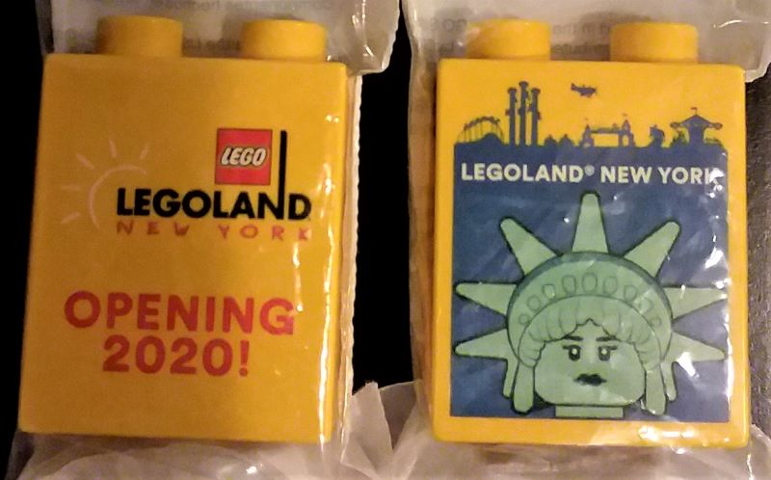 LEGO
LEGOLAND
NEW YORK
OPENING
2020!
LEGOLAND® NEW YORK